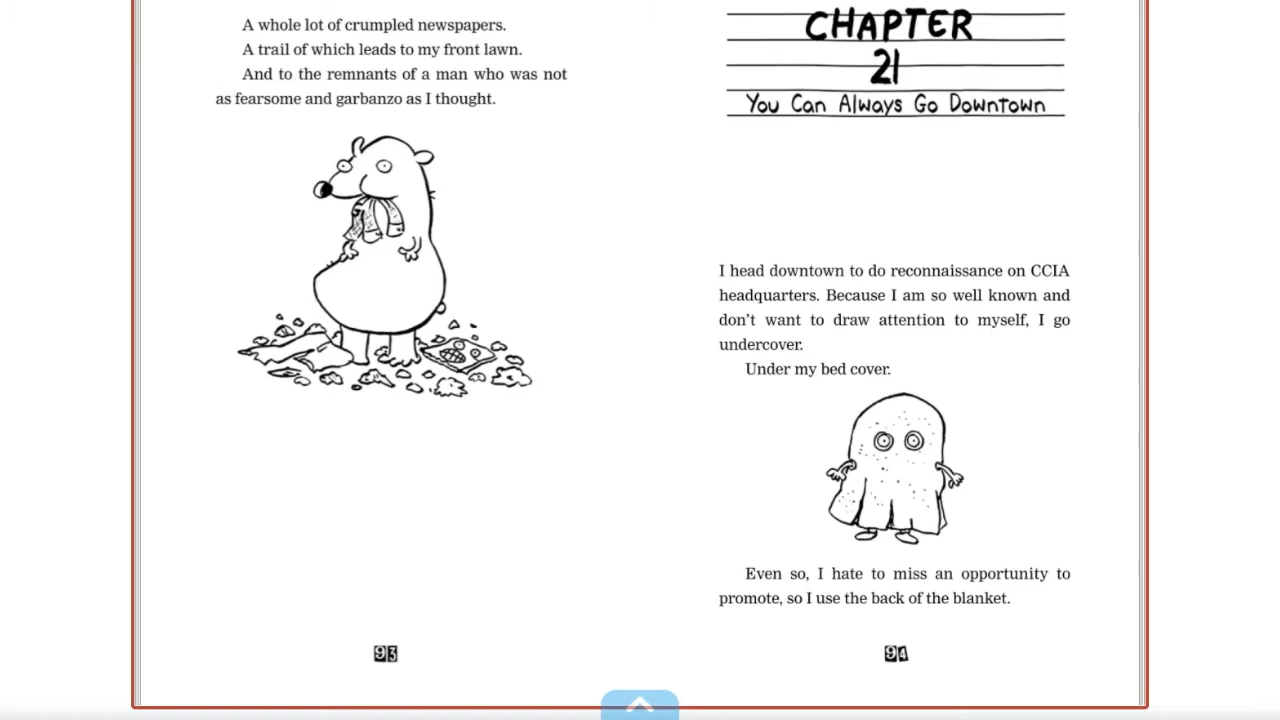 A whole lot of crumpled newspapers.
A trail of which leads to my front lawn.
And to the remnants of a man who was not
as fearsome and garbanzo as I thought.
93
CHAPTER
21
You Can Always Go Downtown
I head downtown to do reconnaissance on CCIA
headquarters. Because I am so well known and
don't want to draw attention to myself, I go
undercover.
Under my bed cover.
Even so, I hate to miss an opportunity to
promote, so I use the back of the blanket.
94